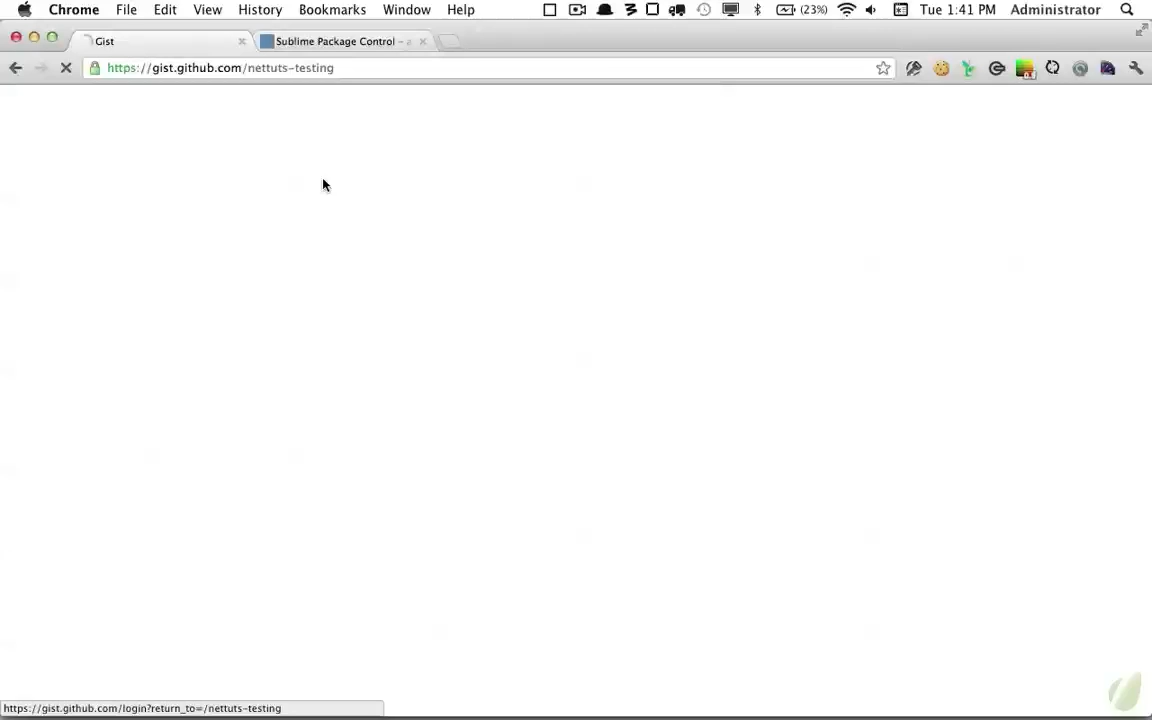 Chrome File Edit View History Bookmarks Window Help (23%) Tue 1:41 PM Administrator
Gist Sublime Package Control – a
https://gist.github.com/nettuts-testing
https://gist.github.com/login?return_to=/nettuts-testing